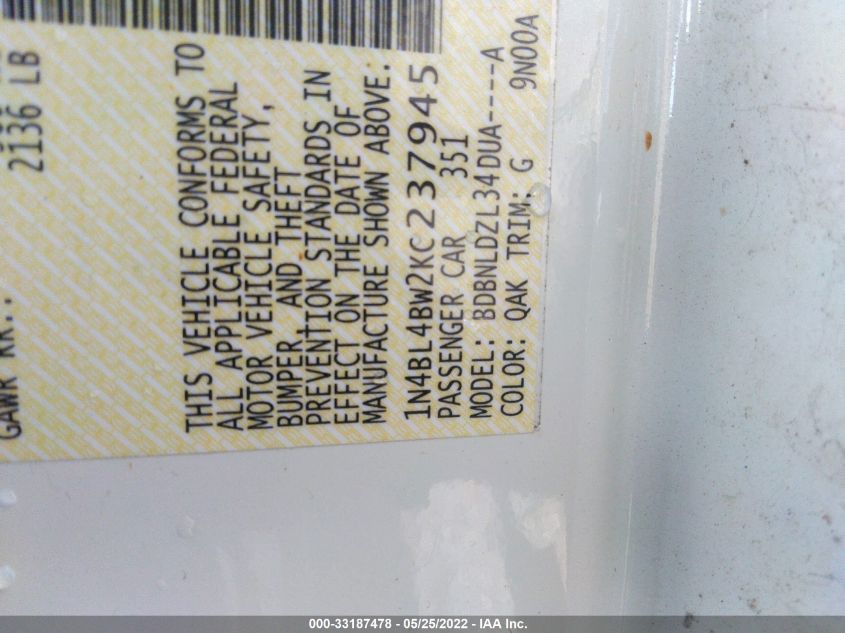 GAWR RR.:
2136 LB
THIS VEHICLE CONFORMS TO
ALL APPLICABLE FEDERAL
MOTOR VEHICLE SAFETY,
BUMPER, AND THEFT
PREVENTION STANDARDS IN
EFFECT ON THE DATE OF
MANUFACTURE SHOWN ABOVE:
1N4BL4BW2KC237945
PASSENGER CAR 351
MODEL: BDBNLDZL34DUA----A
COLOR: QAK TRIM: G 9N00A
000-33187478 - 05/25/2022 - IAA Inc.